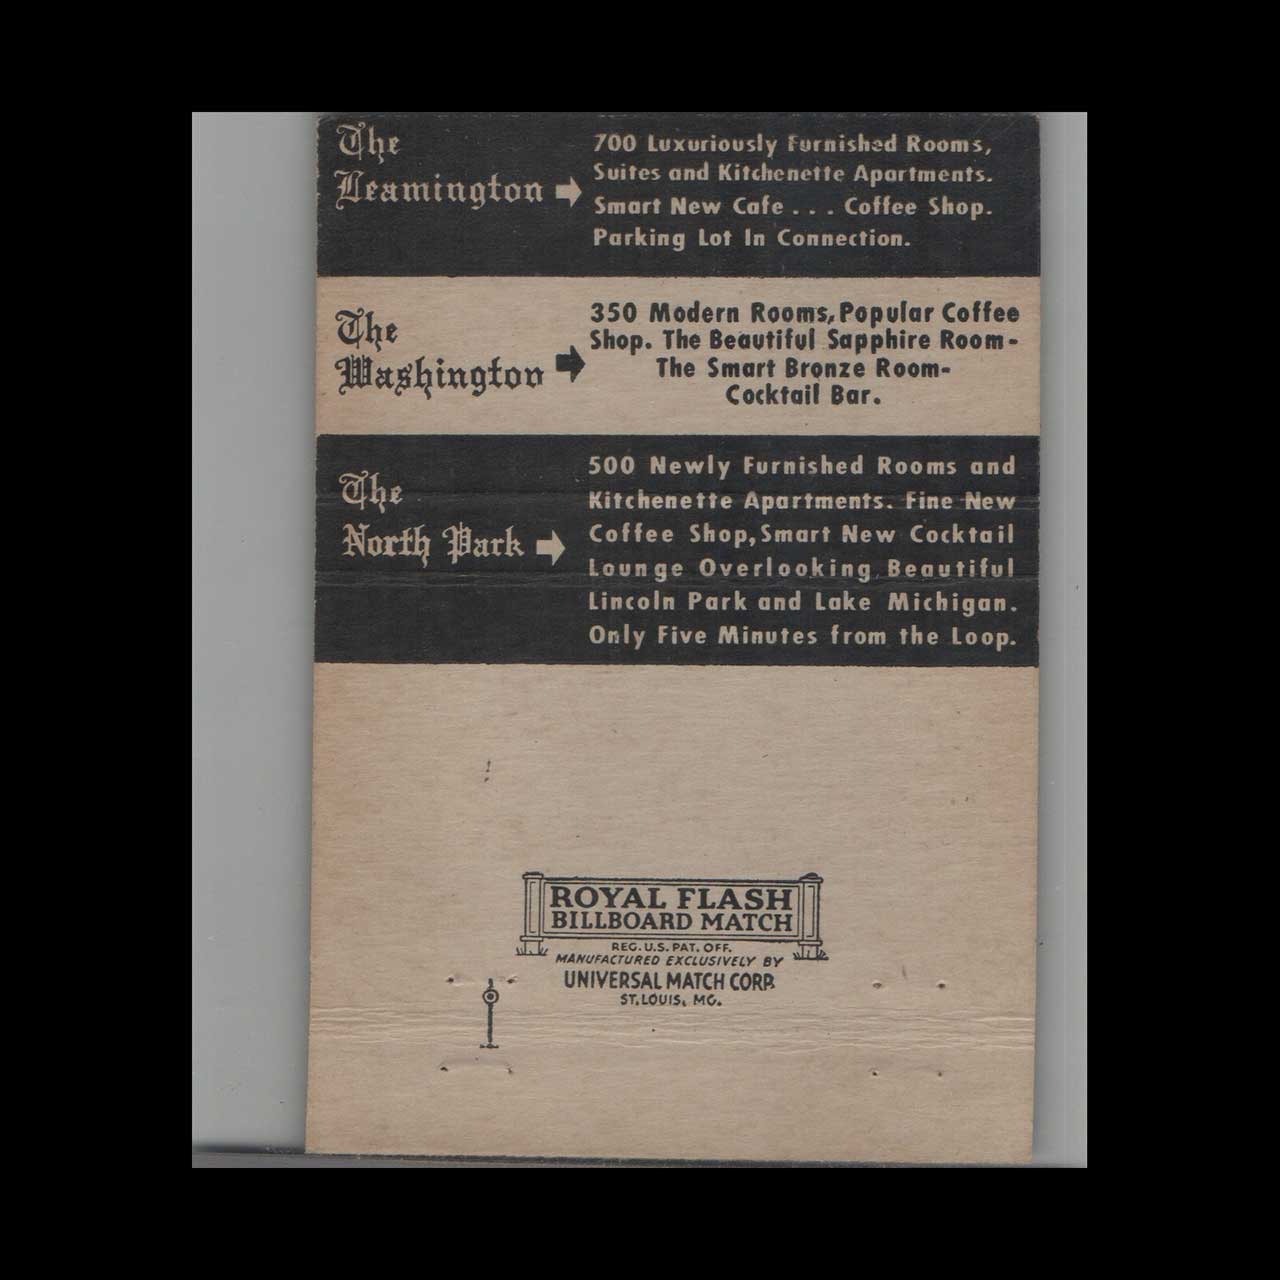 The
Leamington
700 Luxuriously Furnished Rooms,
Suites and Kitchenette Apartments.
Smart New Cafe . . . Coffee Shop.
Parking Lot In Connection.
The
Washington
350 Modern Rooms, Popular Coffee
Shop. The Beautiful Sapphire Room-
The Smart Bronze Room-
Cocktail Bar.
The
North Park
500 Newly Furnished Rooms and
Kitchenette Apartments. Fine New
Coffee Shop, Smart New Cocktail
Lounge Overlooking Beautiful
Lincoln Park and Lake Michigan.
Only Five Minutes from the Loop.
ROYAL FLASH
BILLBOARD MATCH
REG. U.S. PAT. OFF.
MANUFACTURED EXCLUSIVELY BY
UNIVERSAL MATCH CORP.
ST. LOUIS, MO.